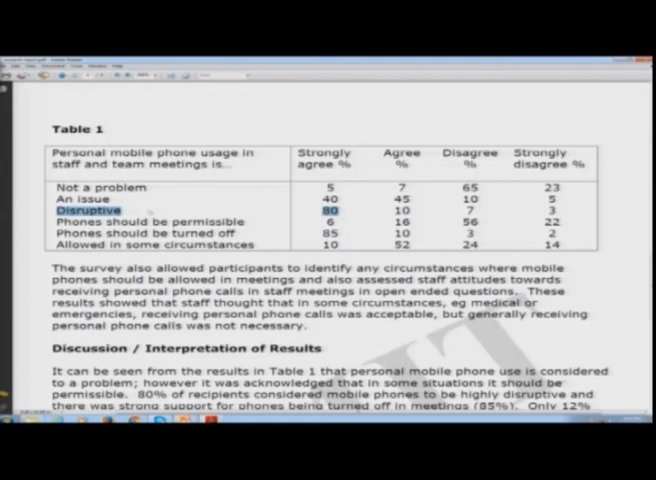 Table 1
Personal mobile phone usage in staff and team meetings is... Strongly agree % Agree % Disagree % Strongly disagree %
Not a problem 5 7 65 23
An issue 40 45 10 5
Disruptive 80 10 7 3
Phones should be permissible 6 16 56 22
Phones should be turned off 85 10 3 2
Allowed in some circumstances 10 52 24 14
The survey also allowed participants to identify any circumstances where mobile
phones should be allowed in meetings and also assessed staff attitudes towards
receiving personal phone calls in staff meetings in open ended questions. These
results showed that staff thought that in some circumstances, eg medical or
emergencies, receiving personal phone calls was acceptable, but generally receiving
personal phone calls was not necessary.
Discussion / Interpretation of Results
It can be seen from the results in Table 1 that personal mobile phone use is considered
to a problem; however it was acknowledged that in some situations it should be
permissible. 80% of recipients considered mobile phones to be highly disruptive and
there was strong support for phones being turned off in meetings (85%). Only 12%